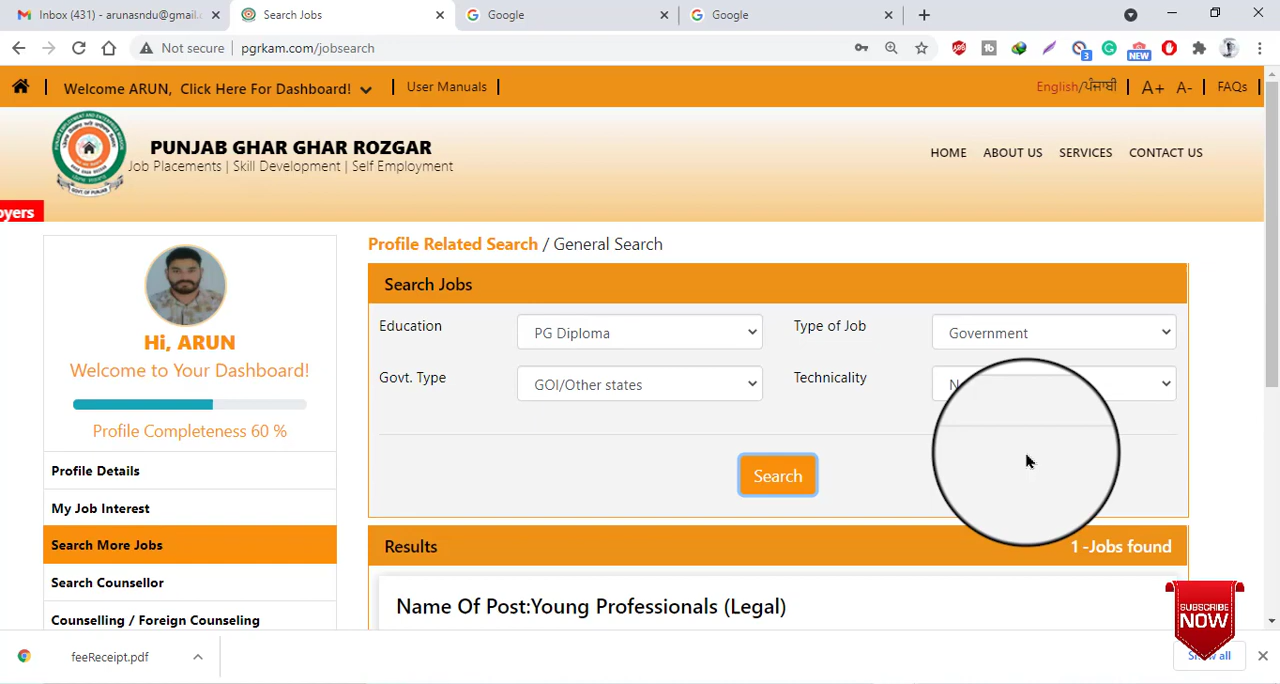 Inbox (431) - arunasndu@gmail.
Search Jobs
Google
Google
Not secure
pgrkam.com/jobsearch
3
NEW
Welcome ARUN, Click Here For Dashboard!
User Manuals
English/ਪੰਜਾਬੀ
A+
A-
FAQs
PUNJAB GHAR GHAR ROZGAR
Job Placements | Skill Development | Self Employment
HOME
ABOUT US
SERVICES
CONTACT US
oyers
Hi, ARUN
Welcome to Your Dashboard!
Profile Completeness 60 %
Profile Details
My Job Interest
Search More Jobs
Search Counsellor
Counselling / Foreign Counseling
Profile Related Search / General Search
Search Jobs
Education
PG Diploma
Type of Job
Government
Govt. Type
GOI/Other states
Technicality
Search
Results
1 -Jobs found
Name Of Post:Young Professionals (Legal)
SUBSCRIBE
NOW
feeReceipt.pdf
Show all